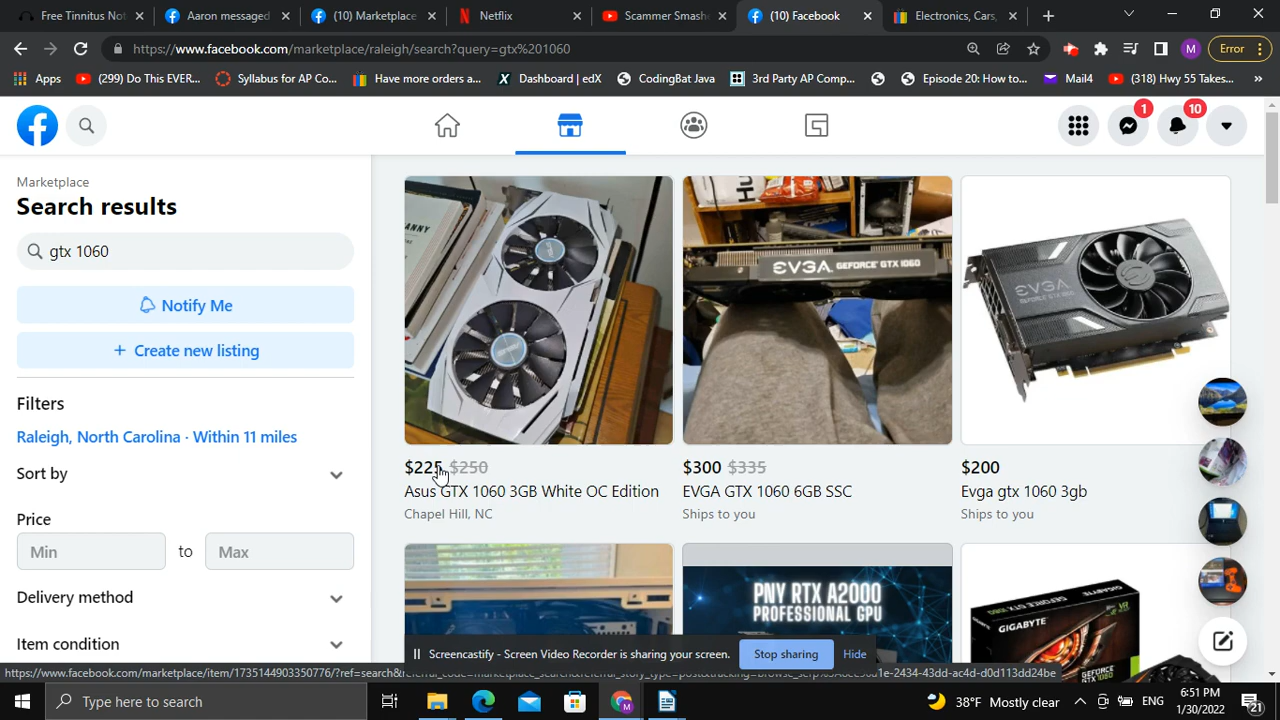 Free Tinnitus Not
Aaron messaged
(10) Marketplace
Netflix
Scammer Smash
(10) Facebook
Electronics, Cars,
https://www.facebook.com/marketplace/raleigh/search?query=gtx%201060
M
Error
Apps
(299) Do This EVER...
Syllabus for AP Co...
Have more orders a...
Dashboard | edX
CodingBat Java
3rd Party AP Comp...
Episode 20: How to...
Mail4
(318) Hwy 55 Takes...
»
1
10
Marketplace
Search results
gtx 1060
Notify Me
+ Create new listing
Filters
Raleigh, North Carolina · Within 11 miles
Sort by
Price
Min
to
Max
Delivery method
Item condition
EVGA GEFORCE GTX 1060
EVGA
$225 $250
Asus GTX 1060 3GB White OC Edition
Chapel Hill, NC
$300 $335
EVGA GTX 1060 6GB SSC
Ships to you
$200
Evga gtx 1060 3gb
Ships to you
PNY RTX A2000
PROFESSIONAL GPU
GIGABYTE
Screencastify - Screen Video Recorder is sharing your screen.
Stop sharing
Hide
Type here to search
38°F Mostly clear
ENG
6:51 PM
1/30/2022
21